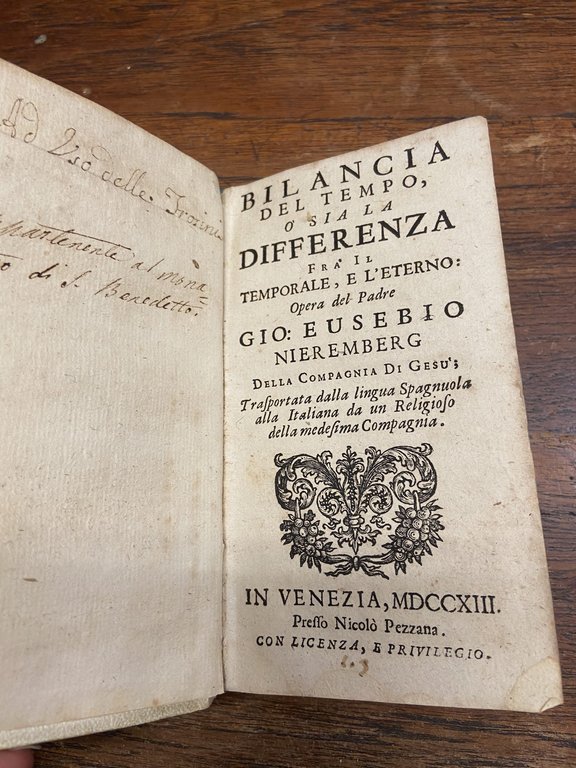 Ad Uso delle
appartenente al mona=
di S. Benedetto.
BILANCIA
DEL TEMPO,
O' SIA LA
DIFFERENZA
FRA' IL
TEMPORALE, E L'ETERNO:
Opera del Padre
GIO: EUSEBIO
NIEREMBERG
DELLA COMPAGNIA DI GESU';
Traſportata dalla lingua Spagnuola
alla Italiana da un Religioſo
della medeſima Compagnia.
IN VENEZIA, MDCCXIII.
Preſſo Nicolò Pezzana.
CON LICENZA, E PRIVILEGIO.